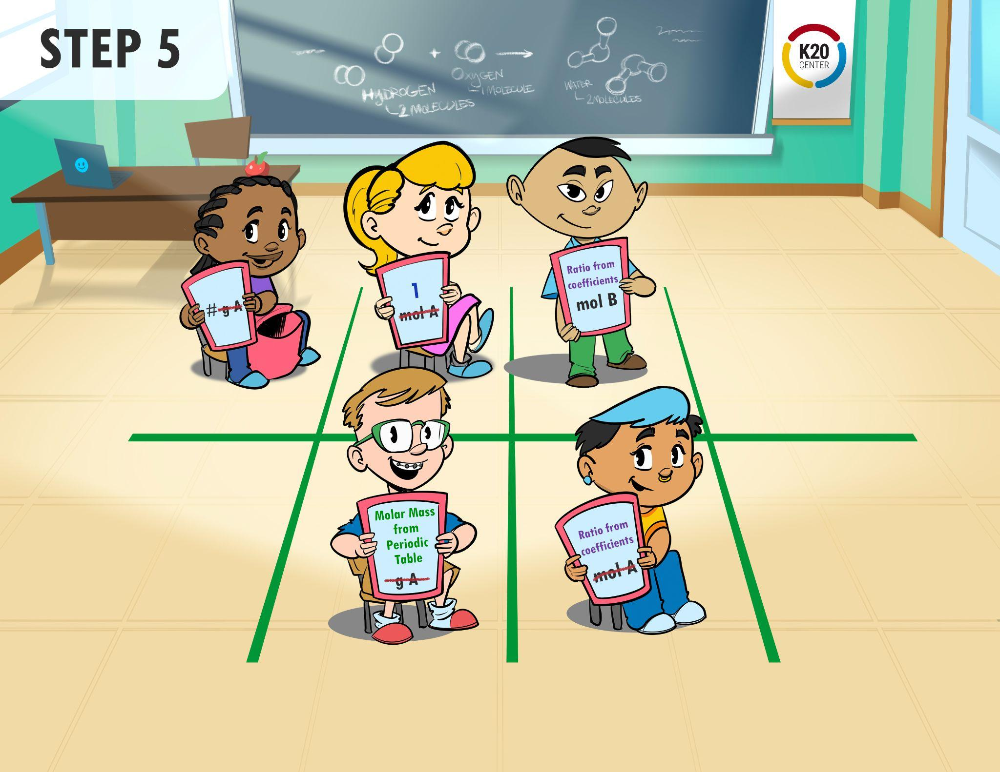 STEP 5
HYDROGEN
2 MOLECULES
+
OXYGEN
1 MOLECULE
WATER
2 MOLECULES
K20
CENTER
# g A
1
mol A
Ratio from
coefficients
mol B
Molar Mass
from
Periodic
Table
g A
Ratio from
coefficients
mol A